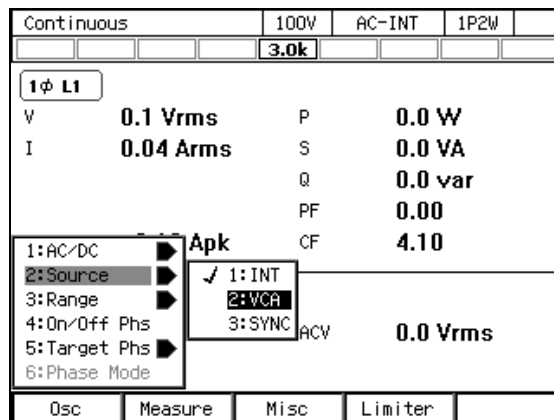 Continuous 100V AC-INT 1P2W
3.0k
1ϕ L1
V 0.1 Vrms P 0.0 W
I 0.04 Arms S 0.0 VA
Q 0.0 var
PF 0.00
Apk CF 4.10
1:AC/DC
2:Source ✓ 1:INT
3:Range 2:VCA
4:On/Off Phs 3:SYNC ACV 0.0 Vrms
5:Target Phs
6:Phase Mode
Osc Measure Misc Limiter